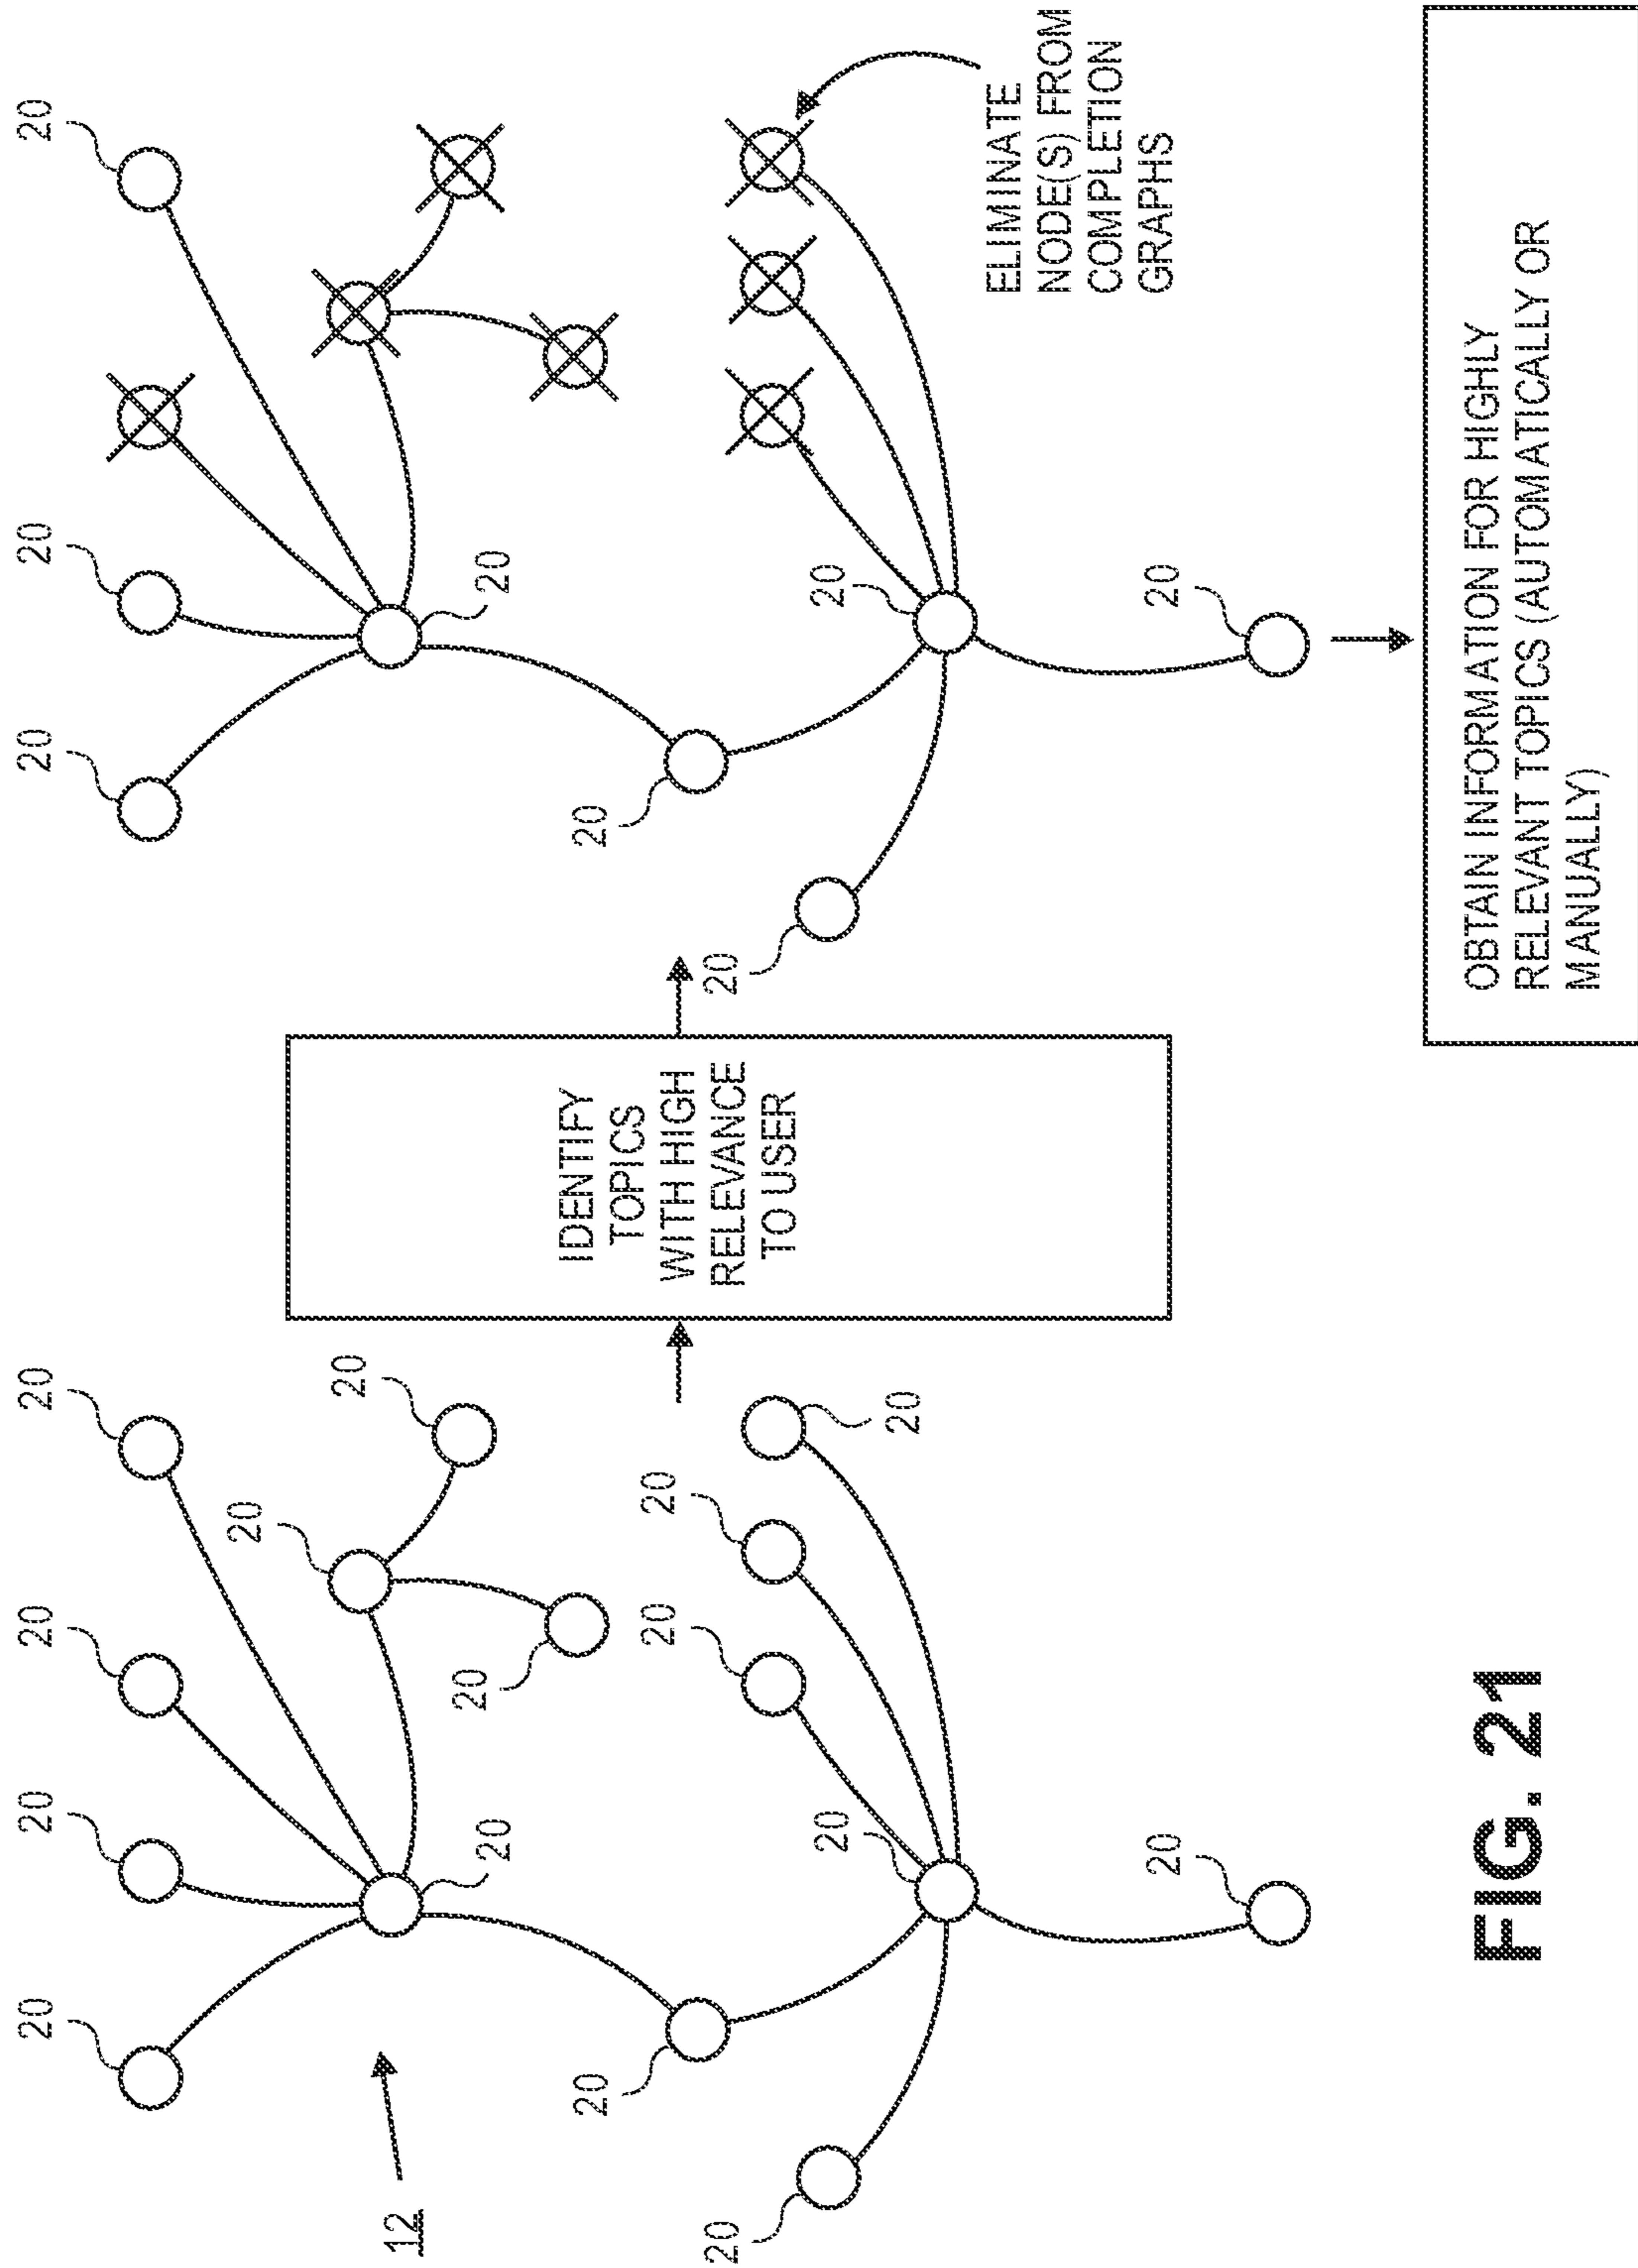 20
20
20
20
20
20
12
20
20
20
20
20
20
20
20
20
IDENTIFY
TOPICS
WITH HIGH
RELEVANCE
TO USER
20
20
20
20
20
20
20
20
ELIMINATE
NODE(S) FROM
COMPLETION
GRAPHS
OBTAIN INFORMATION FOR HIGHLY
RELEVANT TOPICS (AUTOMATICALLY OR
MANUALLY)
FIG. 21